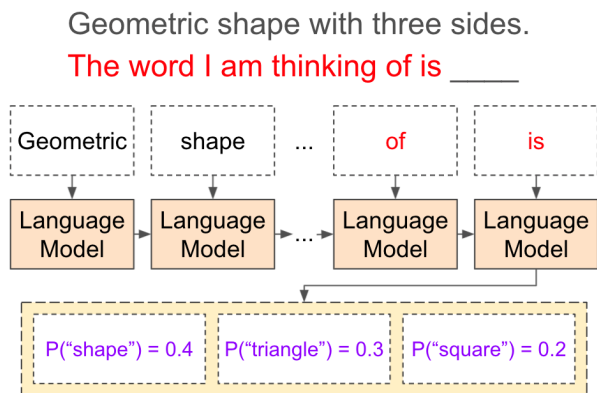 Geometric shape with three sides.
The word I am thinking of is ____
Geometric shape ... of is
Language Model Language Model ... Language Model Language Model
P(“shape”) = 0.4 P(“triangle”) = 0.3 P(“square”) = 0.2